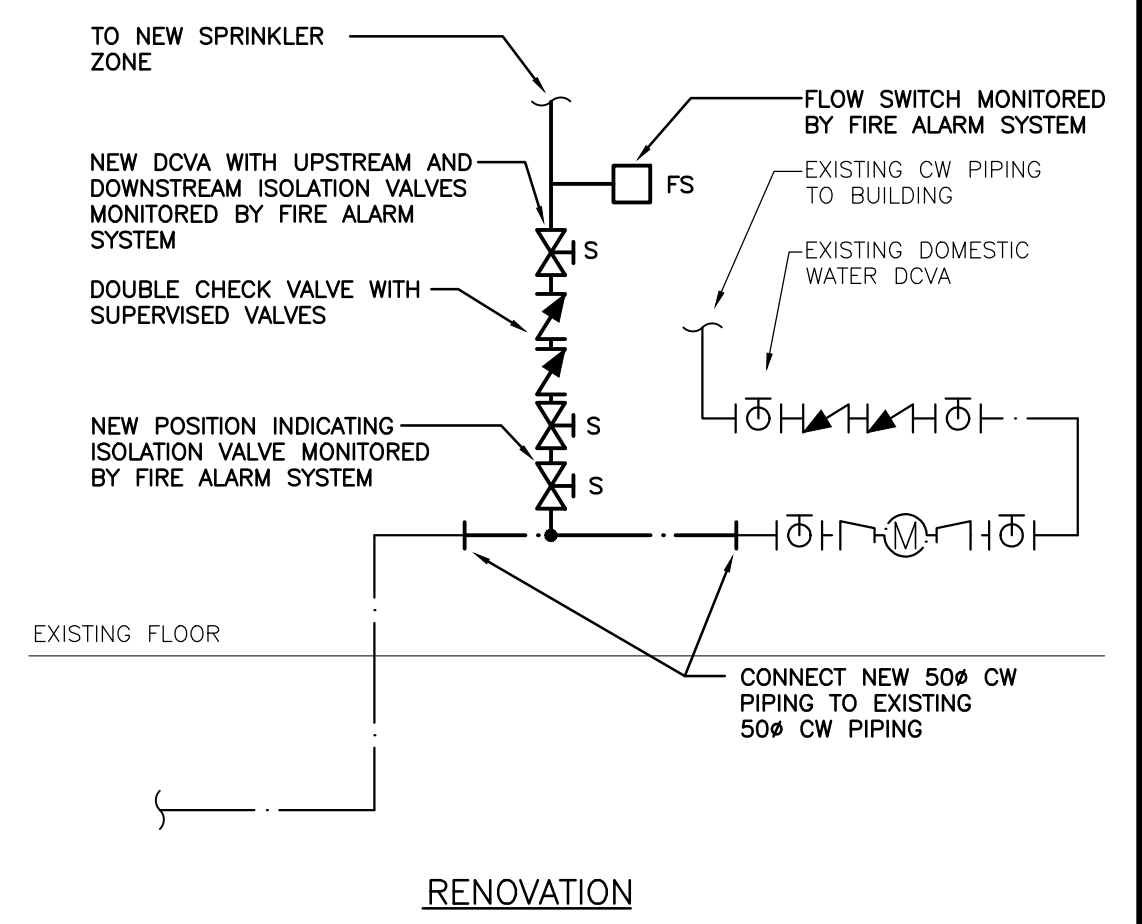 TO NEW SPRINKLER
ZONE
FLOW SWITCH MONITORED
BY FIRE ALARM SYSTEM
NEW DCVA WITH UPSTREAM AND
DOWNSTREAM ISOLATION VALVES
MONITORED BY FIRE ALARM
SYSTEM
FS
EXISTING CW PIPING
TO BUILDING
S
EXISTING DOMESTIC
WATER DCVA
DOUBLE CHECK VALVE WITH
SUPERVISED VALVES
NEW POSITION INDICATING
ISOLATION VALVE MONITORED
BY FIRE ALARM SYSTEM
S
S
M
EXISTING FLOOR
CONNECT NEW 50ø CW
PIPING TO EXISTING
50ø CW PIPING
RENOVATION